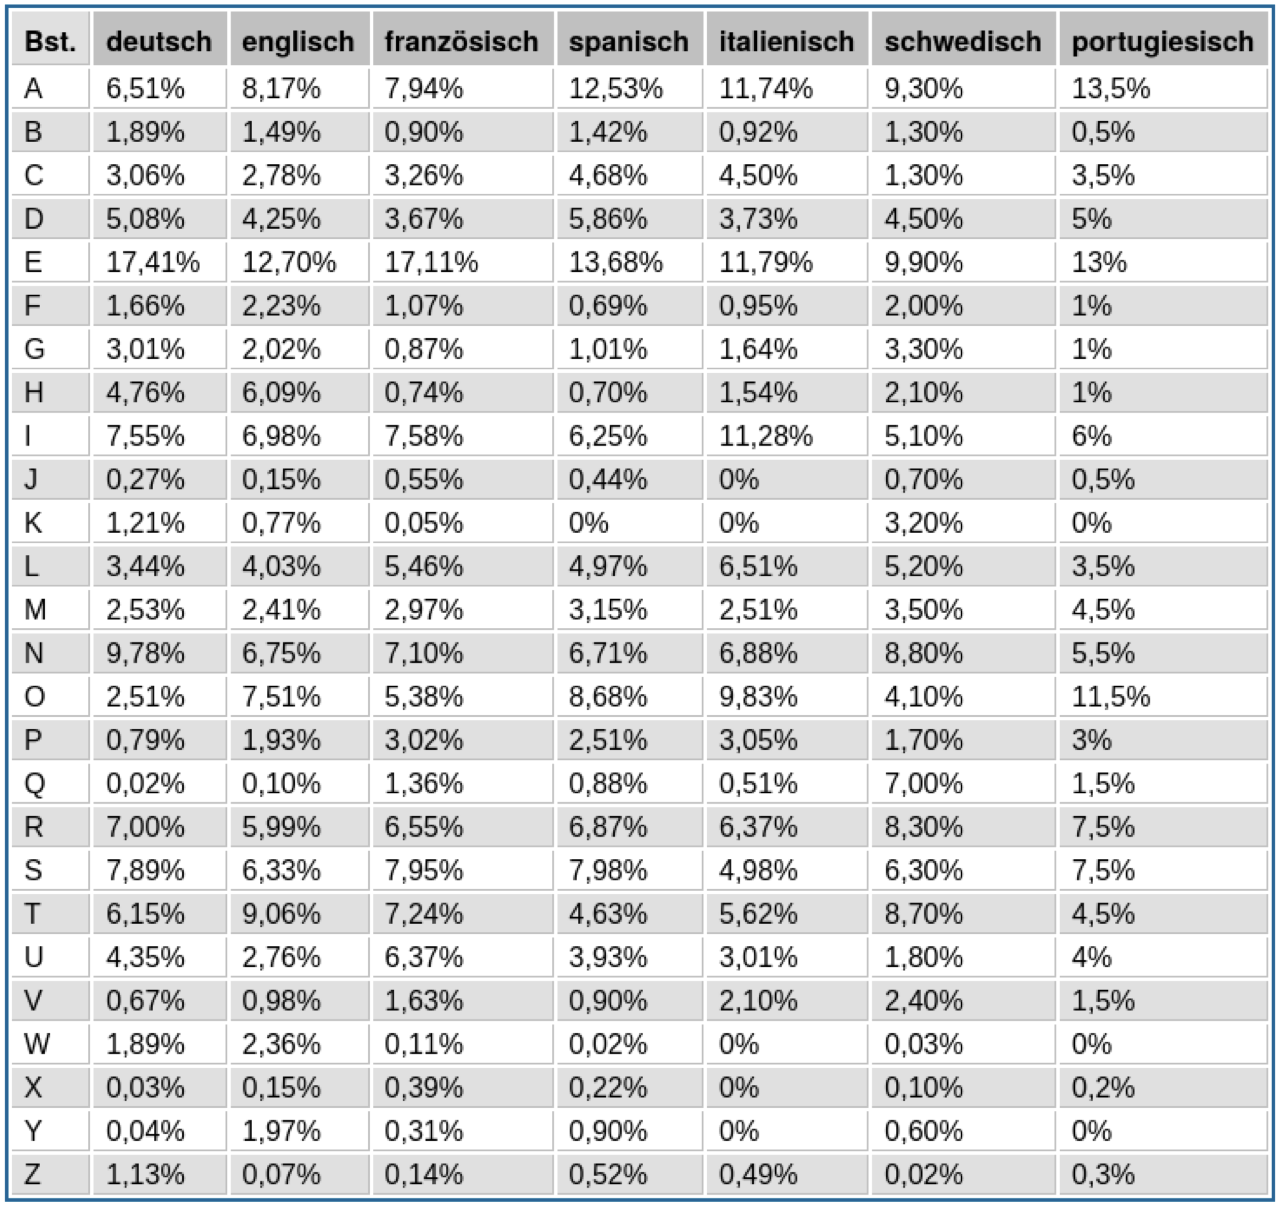 Bst. deutsch englisch französisch spanisch italienisch schwedisch portugiesisch
A 6,51% 8,17% 7,94% 12,53% 11,74% 9,30% 13,5%
B 1,89% 1,49% 0,90% 1,42% 0,92% 1,30% 0,5%
C 3,06% 2,78% 3,26% 4,68% 4,50% 1,30% 3,5%
D 5,08% 4,25% 3,67% 5,86% 3,73% 4,50% 5%
E 17,41% 12,70% 17,11% 13,68% 11,79% 9,90% 13%
F 1,66% 2,23% 1,07% 0,69% 0,95% 2,00% 1%
G 3,01% 2,02% 0,87% 1,01% 1,64% 3,30% 1%
H 4,76% 6,09% 0,74% 0,70% 1,54% 2,10% 1%
I 7,55% 6,98% 7,58% 6,25% 11,28% 5,10% 6%
J 0,27% 0,15% 0,55% 0,44% 0% 0,70% 0,5%
K 1,21% 0,77% 0,05% 0% 0% 3,20% 0%
L 3,44% 4,03% 5,46% 4,97% 6,51% 5,20% 3,5%
M 2,53% 2,41% 2,97% 3,15% 2,51% 3,50% 4,5%
N 9,78% 6,75% 7,10% 6,71% 6,88% 8,80% 5,5%
O 2,51% 7,51% 5,38% 8,68% 9,83% 4,10% 11,5%
P 0,79% 1,93% 3,02% 2,51% 3,05% 1,70% 3%
Q 0,02% 0,10% 1,36% 0,88% 0,51% 7,00% 1,5%
R 7,00% 5,99% 6,55% 6,87% 6,37% 8,30% 7,5%
S 7,89% 6,33% 7,95% 7,98% 4,98% 6,30% 7,5%
T 6,15% 9,06% 7,24% 4,63% 5,62% 8,70% 4,5%
U 4,35% 2,76% 6,37% 3,93% 3,01% 1,80% 4%
V 0,67% 0,98% 1,63% 0,90% 2,10% 2,40% 1,5%
W 1,89% 2,36% 0,11% 0,02% 0% 0,03% 0%
X 0,03% 0,15% 0,39% 0,22% 0% 0,10% 0,2%
Y 0,04% 1,97% 0,31% 0,90% 0% 0,60% 0%
Z 1,13% 0,07% 0,14% 0,52% 0,49% 0,02% 0,3%